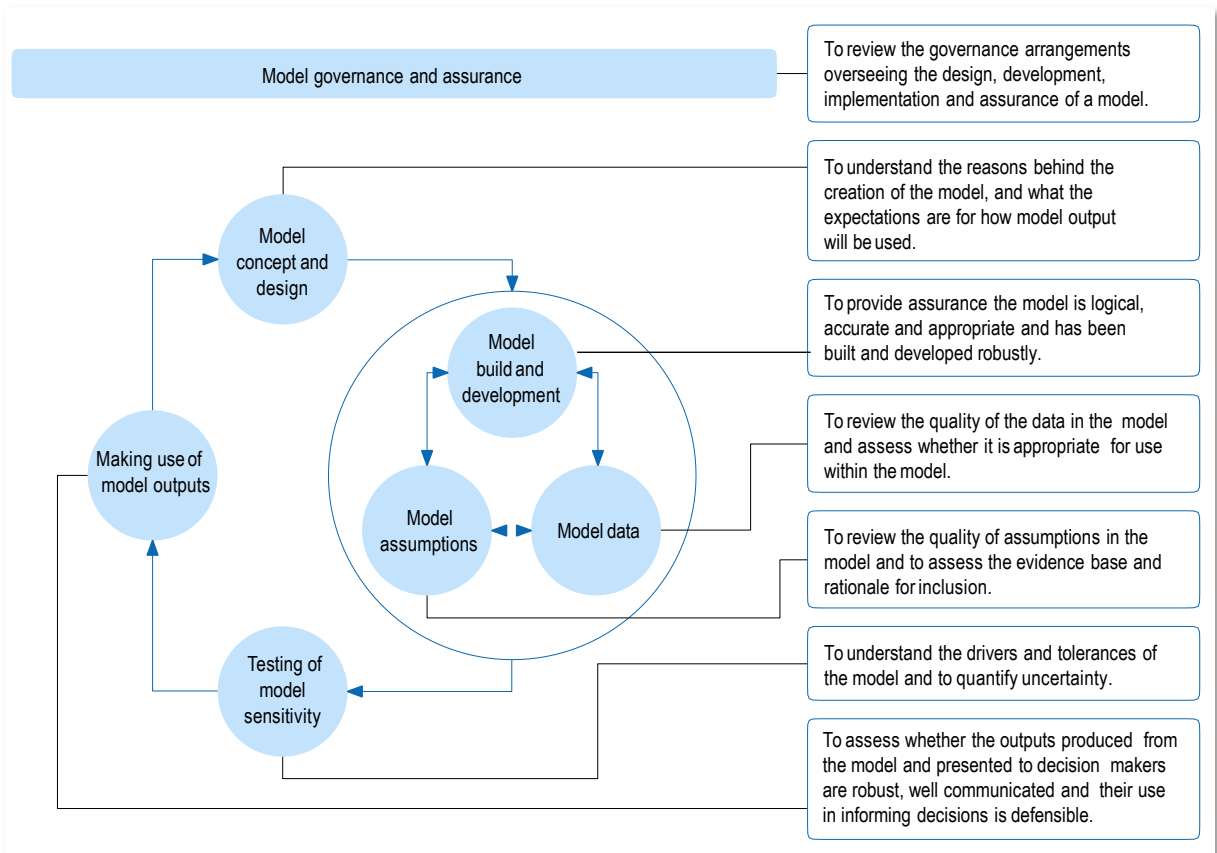 Model governance and assurance
To review the governance arrangements
overseeing the design, development,
implementation and assurance of a model.
Model
concept and
design
To understand the reasons behind the
creation of the model, and what the
expectations are for how model output
will be used.
Model
build and
development
To provide assurance the model is logical,
accurate and appropriate and has been
built and developed robustly.
Making use of
model outputs
Model
assumptions
Model data
To review the quality of the data in the model
and assess whether it is appropriate for use
within the model.
To review the quality of assumptions in the
model and to assess the evidence base and
rationale for inclusion.
Testing of
model
sensitivity
To understand the drivers and tolerances of
the model and to quantify uncertainty.
To assess whether the outputs produced from
the model and presented to decision makers
are robust, well communicated and their use
in informing decisions is defensible.